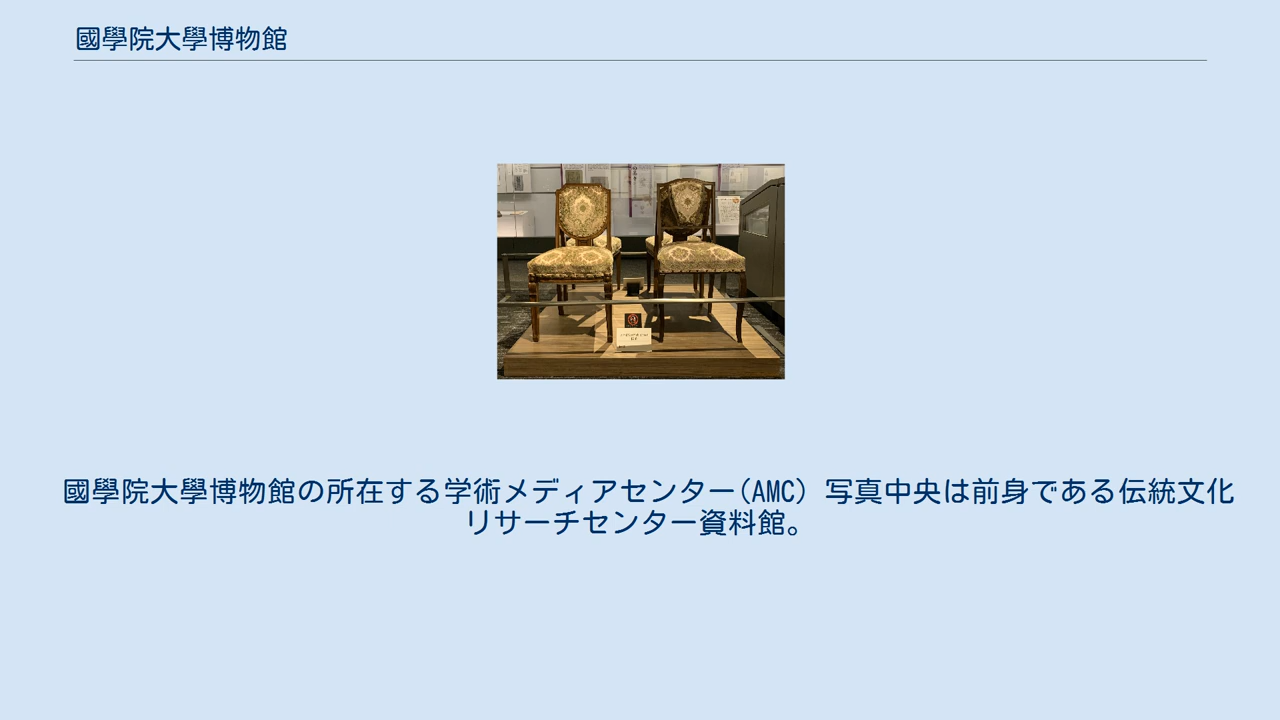 國學院大學博物館
國學院大學博物館の所在する学術メディアセンター(AMC) 写真中央は前身である伝統文化
リサーチセンター資料館。